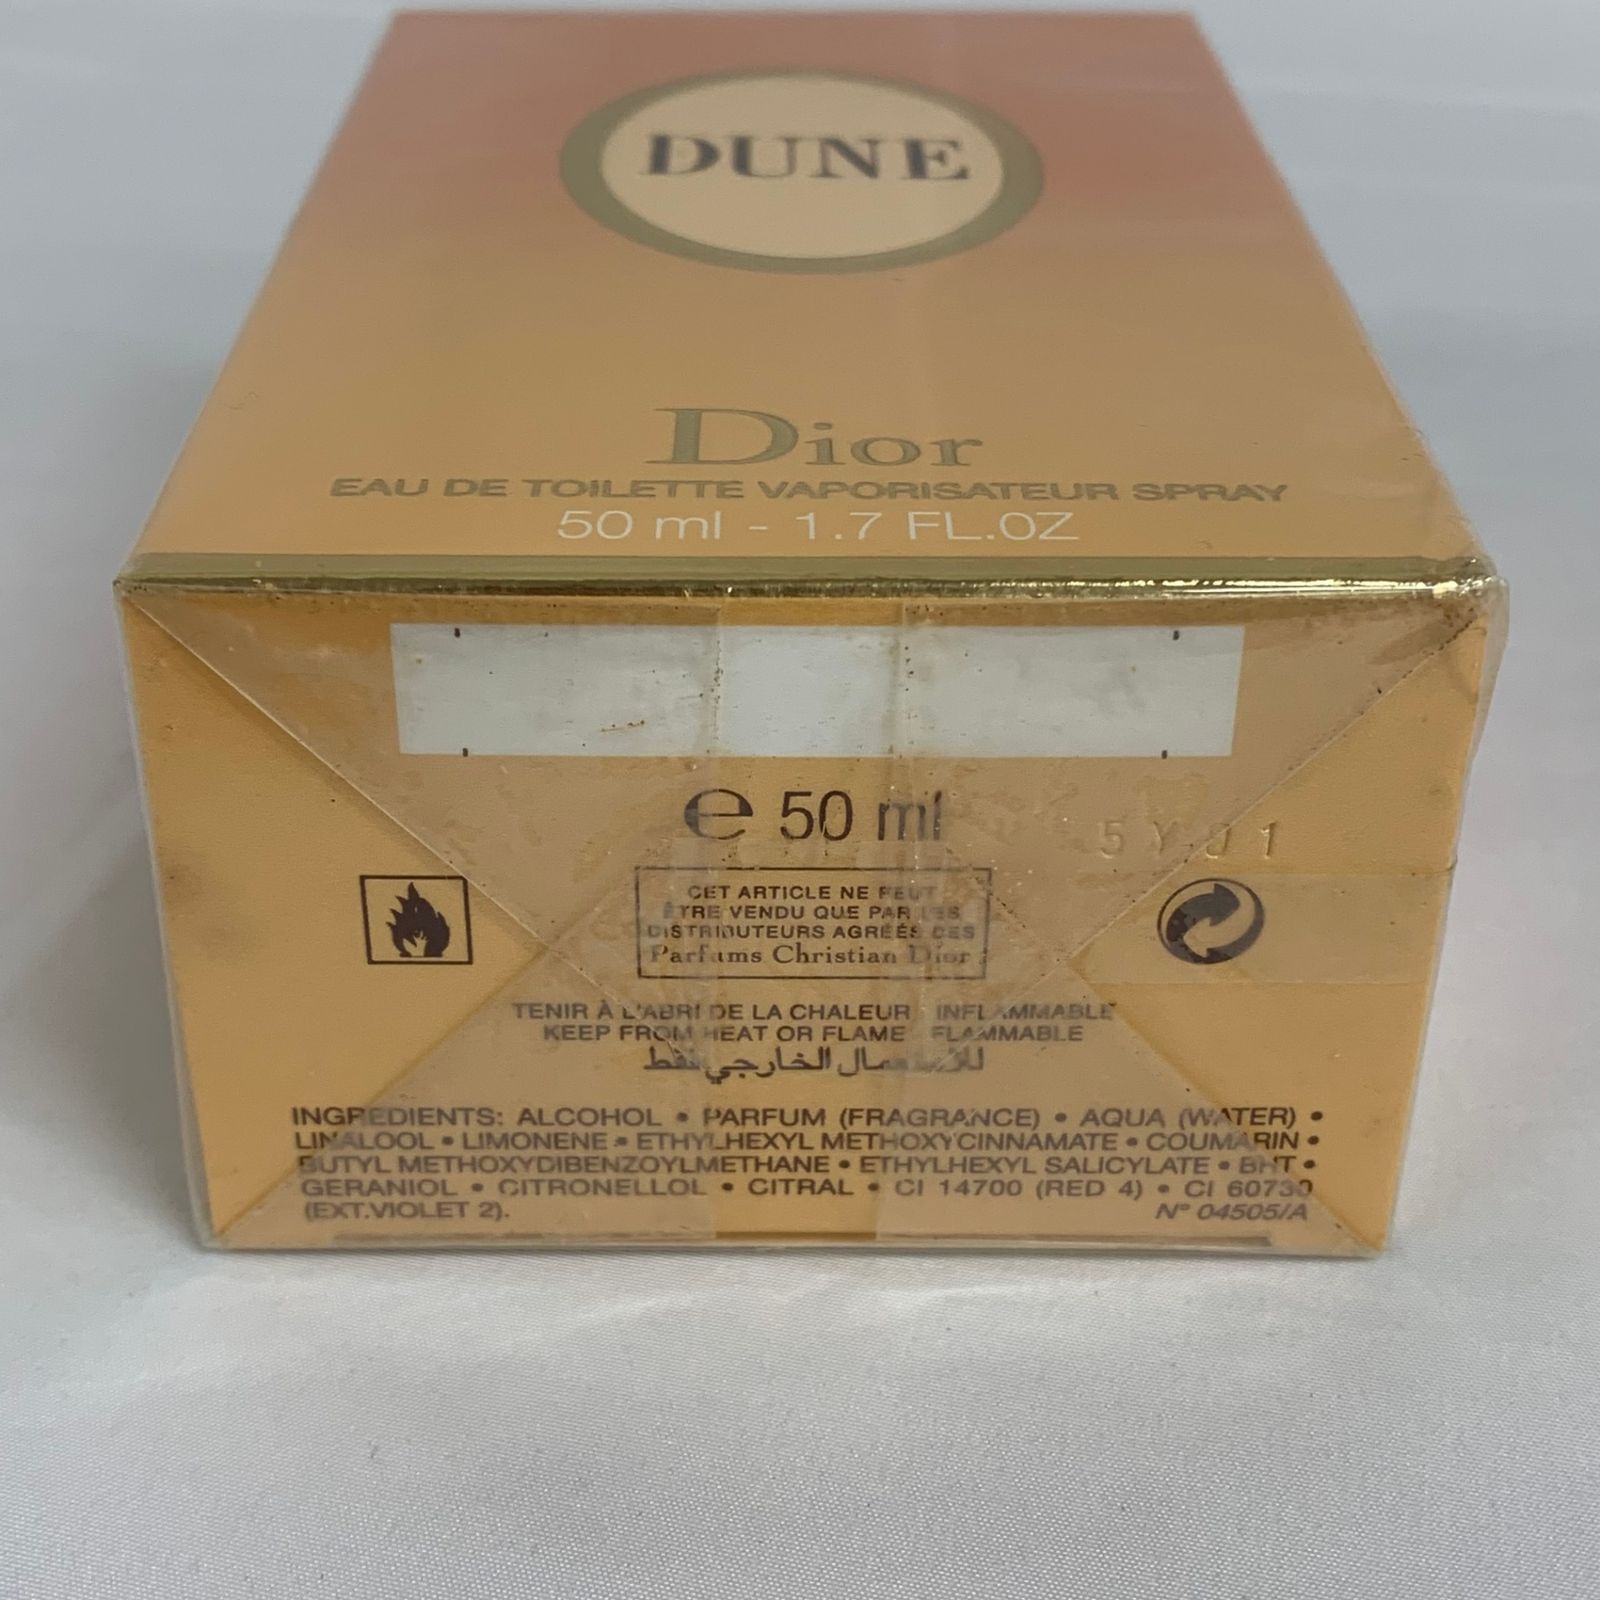 DUNE
Dior
EAU DE TOILETTE VAPORISATEUR SPRAY
50 ml - 1.7 FL.OZ
℮ 50 ml
5Y01
CET ARTICLE NE PEUT
ÊTRE VENDU QUE PAR LES
DISTRIBUTEURS AGRÉÉS DES
Parfums Christian Dior
TENIR À L'ABRI DE LA CHALEUR INFLAMMABLE
KEEP FROM HEAT OR FLAME FLAMMABLE
للاستعمال الخارجي فقط
INGREDIENTS: ALCOHOL • PARFUM (FRAGRANCE) • AQUA (WATER) •
LINALOOL • LIMONENE • ETHYLHEXYL METHOXYCINNAMATE • COUMARIN •
BUTYL METHOXYDIBENZOYLMETHANE • ETHYLHEXYL SALICYLATE • BHT •
GERANIOL • CITRONELLOL • CITRAL • CI 14700 (RED 4) • CI 60730
(EXT.VIOLET 2). N° 04505/A